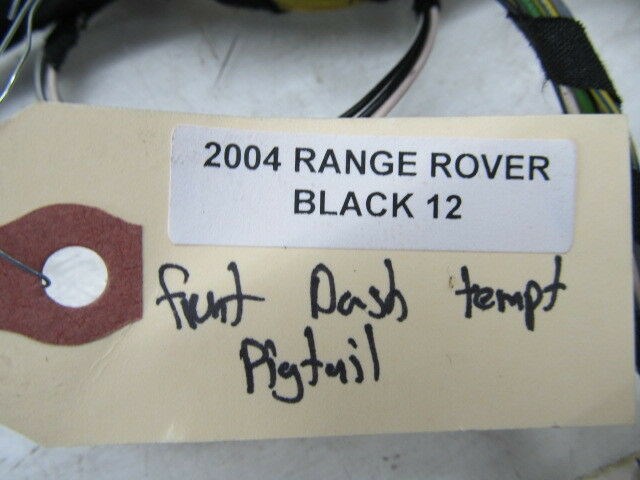 2004 RANGE ROVER
BLACK 12
front Dash tempt
Pigtail